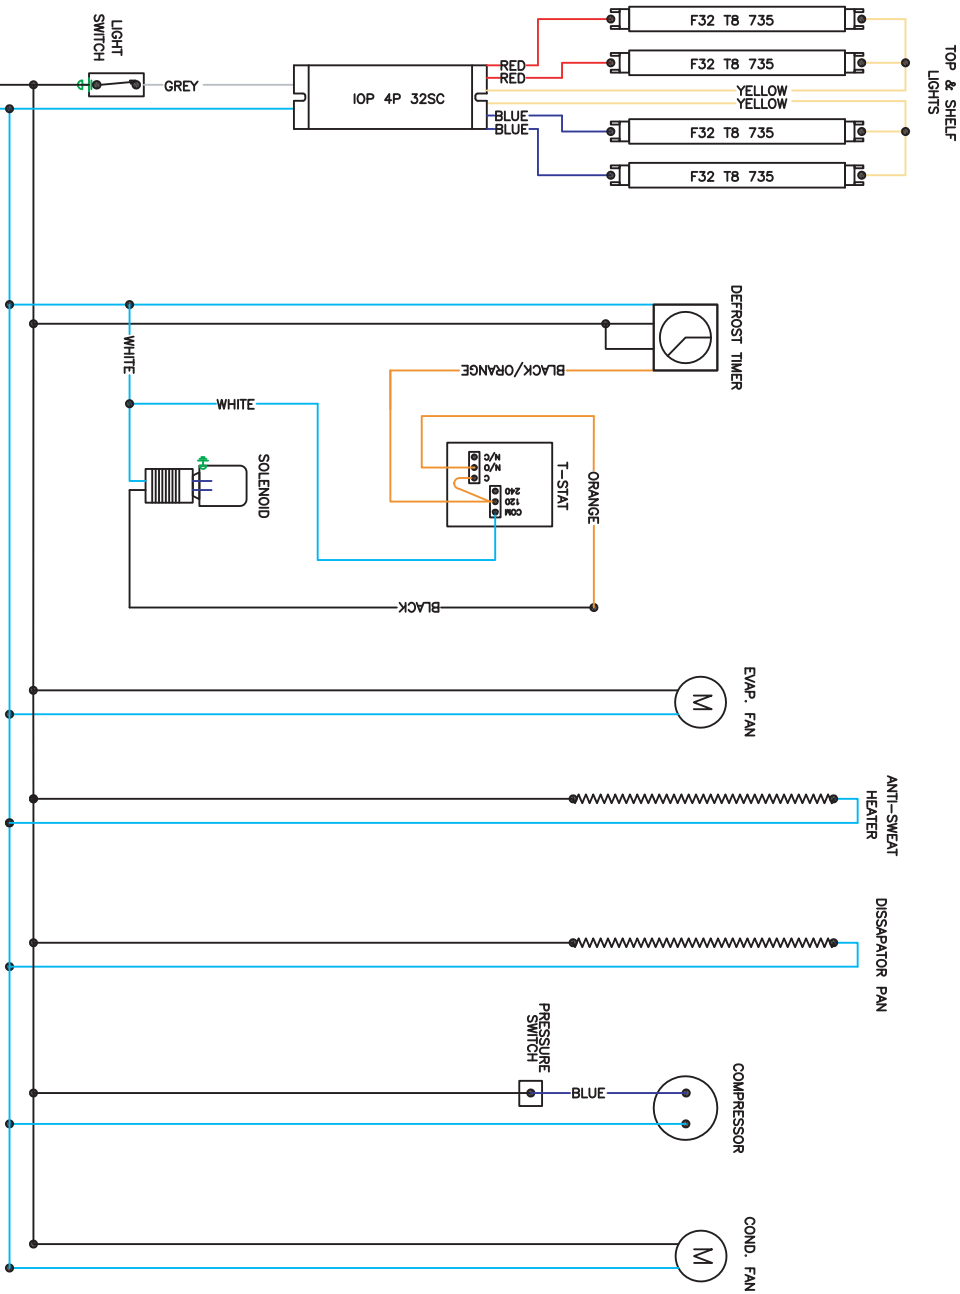 TOP & SHELF
LIGHTS
F32 T8 735
F32 T8 735
F32 T8 735
F32 T8 735
LIGHT
SWITCH
GREY
IOP 4P 32SC
RED
RED
YELLOW
YELLOW
BLUE
BLUE
DEFROST TIMER
BLACK/ORANGE
WHITE
WHITE
ORANGE
T-STAT
N/C
N/O
C
240
120
COM
SOLENOID
BLACK
EVAP. FAN
M
ANTI-SWEAT
HEATER
DISSAPATOR PAN
PRESSURE
SWITCH
BLUE
COMPRESSOR
COND. FAN
M